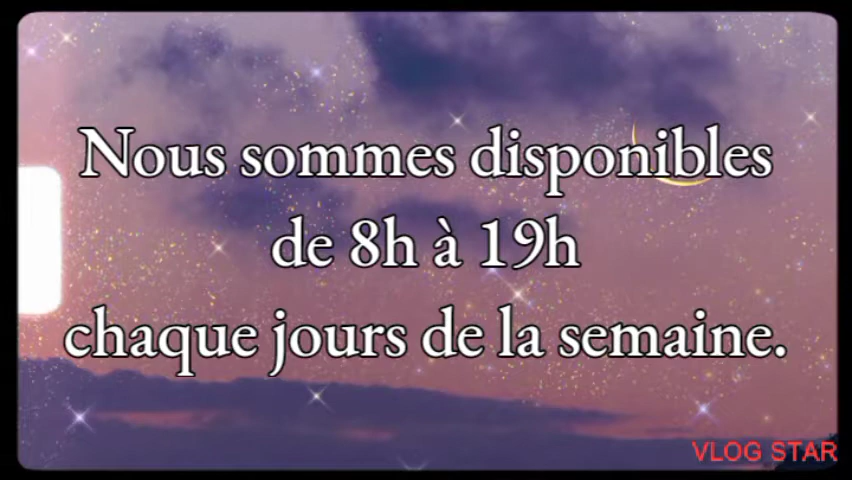 Nous sommes disponibles
de 8h à 19h
chaque jours de la semaine.
VLOG STAR